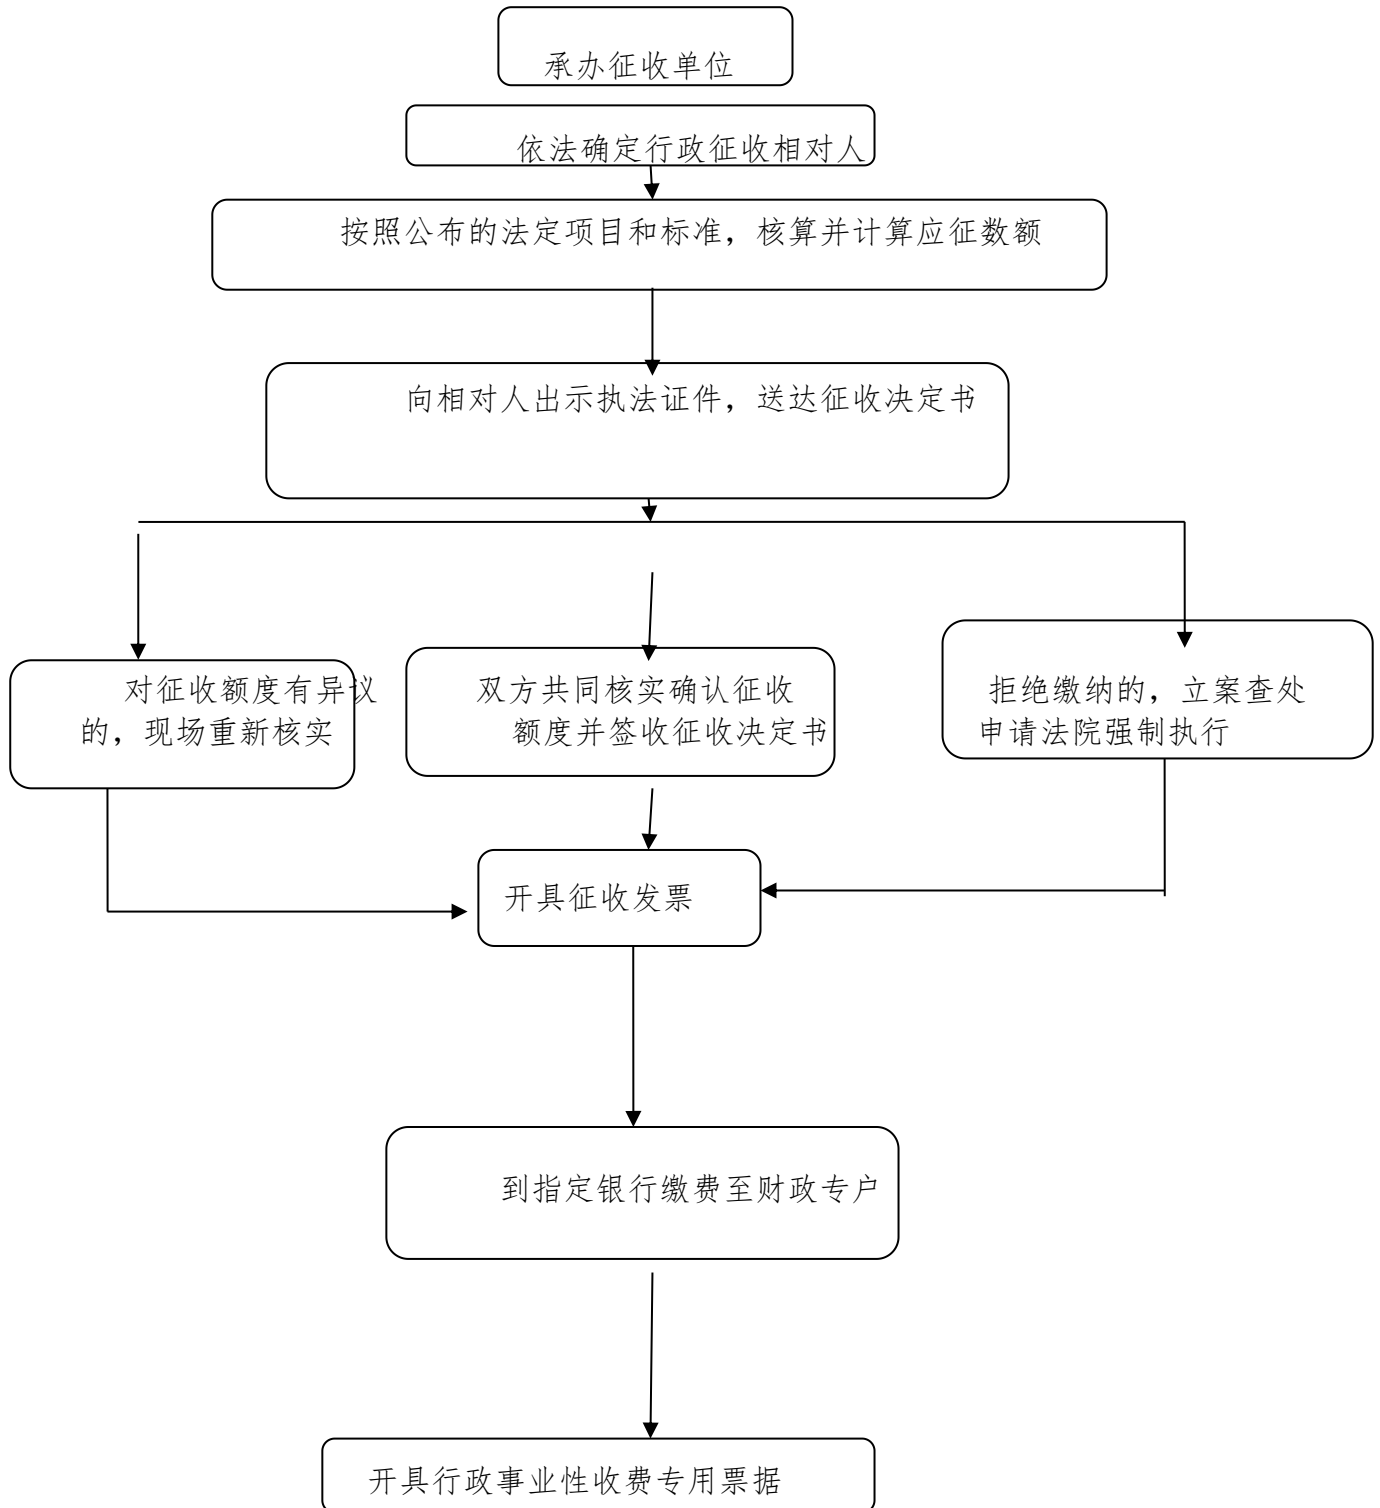 承办征收单位
依法确定行政征收相对人
按照公布的法定项目和标准，核算并计算应征数额
向相对人出示执法证件，送达征收决定书
对征收额度有异议
的，现场重新核实
双方共同核实确认征收
额度并签收征收决定书
拒绝缴纳的，立案查处
申请法院强制执行
开具征收发票
到指定银行缴费至财政专户
开具行政事业性收费专用票据